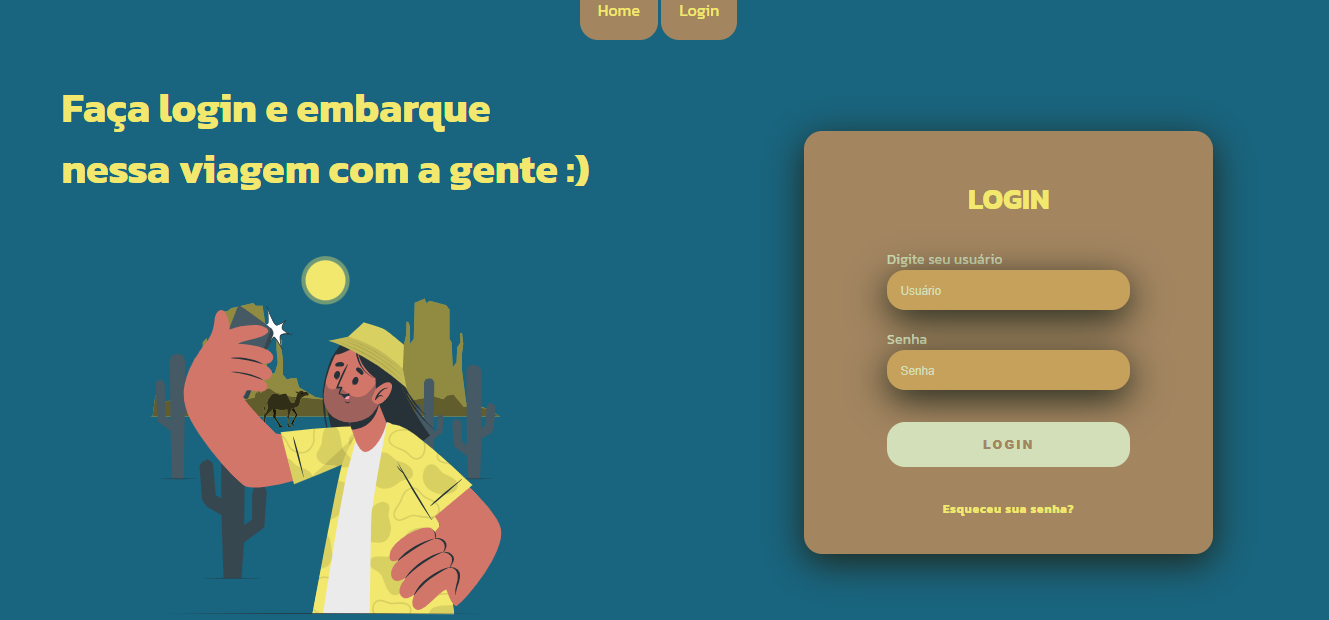 Home Login
Faça login e embarque
nessa viagem com a gente :)
LOGIN
Digite seu usuário
Usuário
Senha
Senha
LOGIN
Esqueceu sua senha?